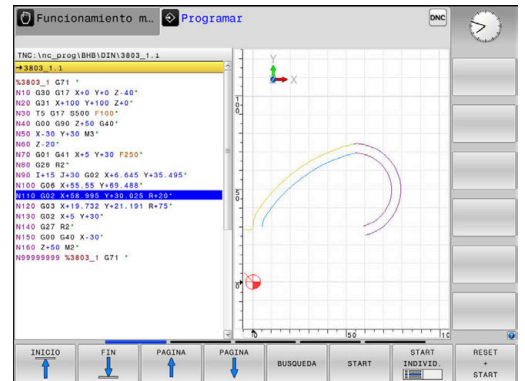 Funcionamiento m...
Programar
DNC
TNC:\nc_prog\BHB\DIN\3803_1.i
→3803_1.i
%3803_1 G71 *
N10 G30 G17 X+0 Y+0 Z-40*
N20 G31 X+100 Y+100 Z+0*
N30 T5 G17 S500 F100*
N40 G00 G90 Z+50 G40*
N50 X-30 Y+30 M3*
N60 Z-20*
N70 G01 G41 X+5 Y+30 F250*
N80 G26 R2*
N90 I+15 J+30 G02 X+6.645 Y+35.495*
N100 G06 X+55.55 Y+69.488*
N110 G02 X+58.995 Y+30.025 R+20*
N120 G03 X+19.732 Y+21.191 R+75*
N130 G02 X+5 Y+30*
N140 G27 R2*
N150 G00 G40 X-30*
N160 Z+50 M2*
N99999999 %3803_1 G71 *
Y
X
100
50
0
0
50
10
INICIO
FIN
PAGINA
PAGINA
BUSQUEDA
START
START INDIVID.
RESET + START